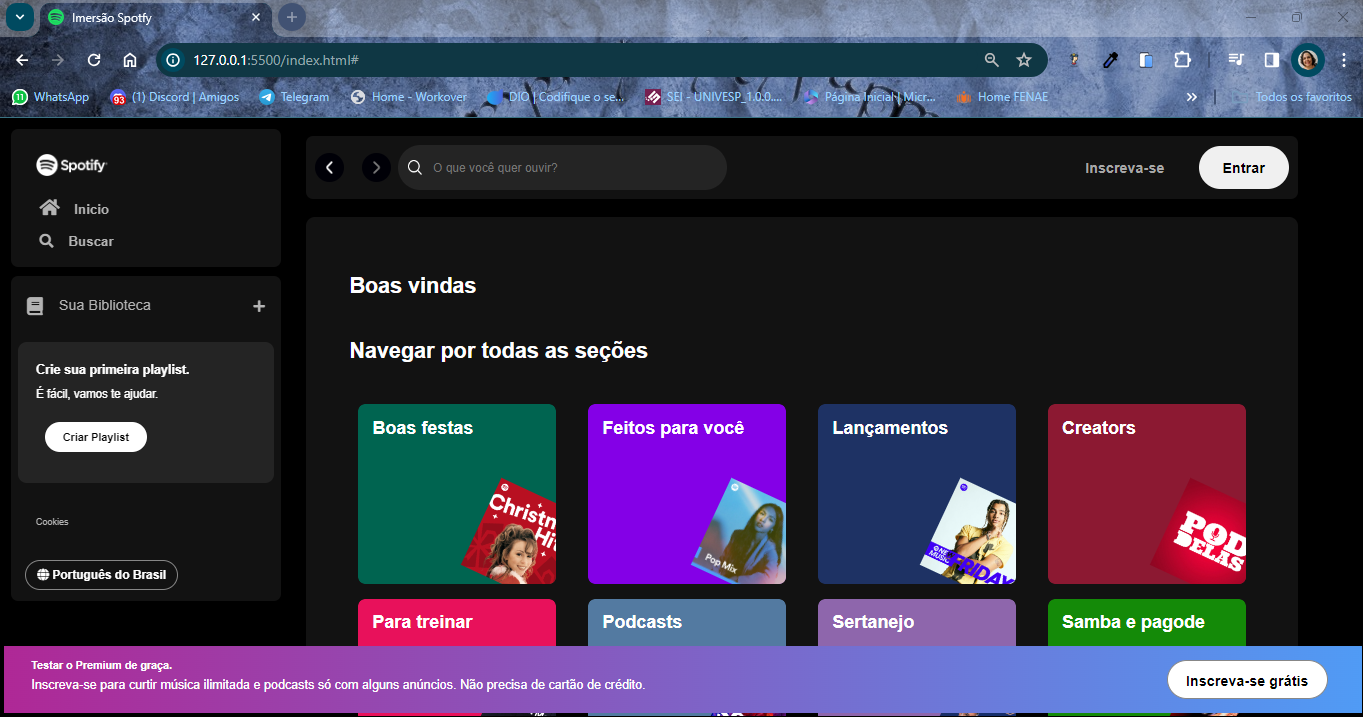 Imersão Spotfy
127.0.0.1:5500/index.html#
11 WhatsApp
93 (1) Discord | Amigos
Telegram
Home - Workover
DIO | Codifique o se...
SEI - UNIVESP_1.0.0....
Página Inicial | Micr...
Home FENAE
Todos os favoritos
Spotify
Inicio
Buscar
Sua Biblioteca
Crie sua primeira playlist.
É fácil, vamos te ajudar.
Criar Playlist
Cookies
Português do Brasil
O que você quer ouvir?
Inscreva-se
Entrar
Boas vindas
Navegar por todas as seções
Boas festas
Feitos para você
Lançamentos
Creators
Christm
Hit
Pop Mix
ONE
MUSIC
FRIDAY
POD
DELAS
Para treinar
Podcasts
Sertanejo
Samba e pagode
Testar o Premium de graça.
Inscreva-se para curtir música ilimitada e podcasts só com alguns anúncios. Não precisa de cartão de crédito.
Inscreva-se grátis